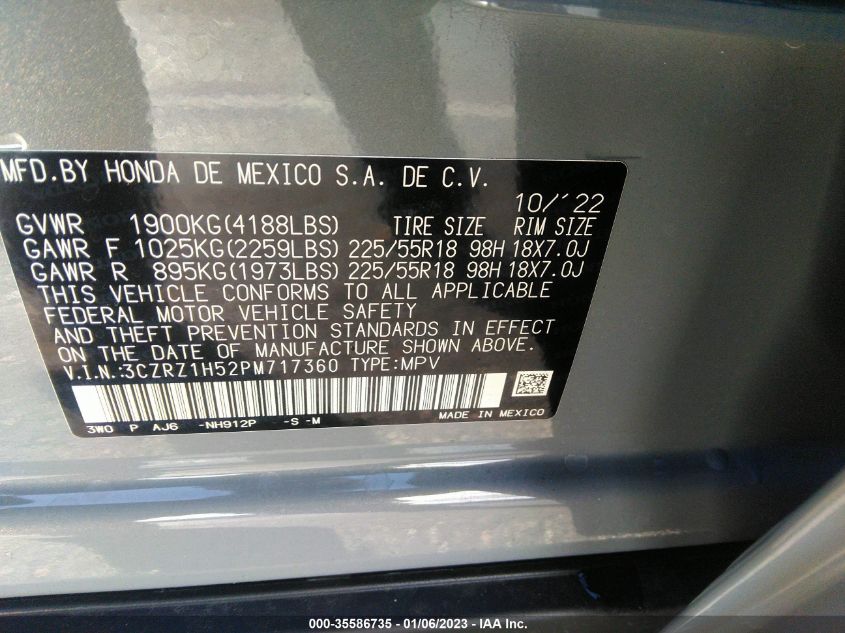 MFD.BY HONDA DE MEXICO S.A. DE C.V.
10/´22
GVWR 1900KG(4188LBS) TIRE SIZE RIM SIZE
GAWR F 1025KG(2259LBS) 225/55R18 98H 18X7.0J
GAWR R 895KG(1973LBS) 225/55R18 98H 18X7.0J
THIS VEHICLE CONFORMS TO ALL APPLICABLE
FEDERAL MOTOR VEHICLE SAFETY
AND THEFT PREVENTION STANDARDS IN EFFECT
ON THE DATE OF MANUFACTURE SHOWN ABOVE.
V.I.N.:3CZRZ1H52PM717360 TYPE:MPV
MADE IN MEXICO
3W0 P AJ6 -NH912P -S -M
000-35586735 | 01/06/2023 | © IAA Inc.